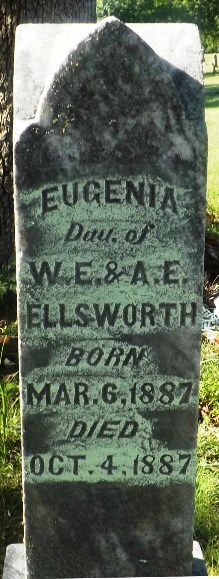 EUGENIA
Dau. of
W.E. & A.E.
ELLSWORTH
BORN
MAR. 6, 1887
DIED
OCT. 4, 1887